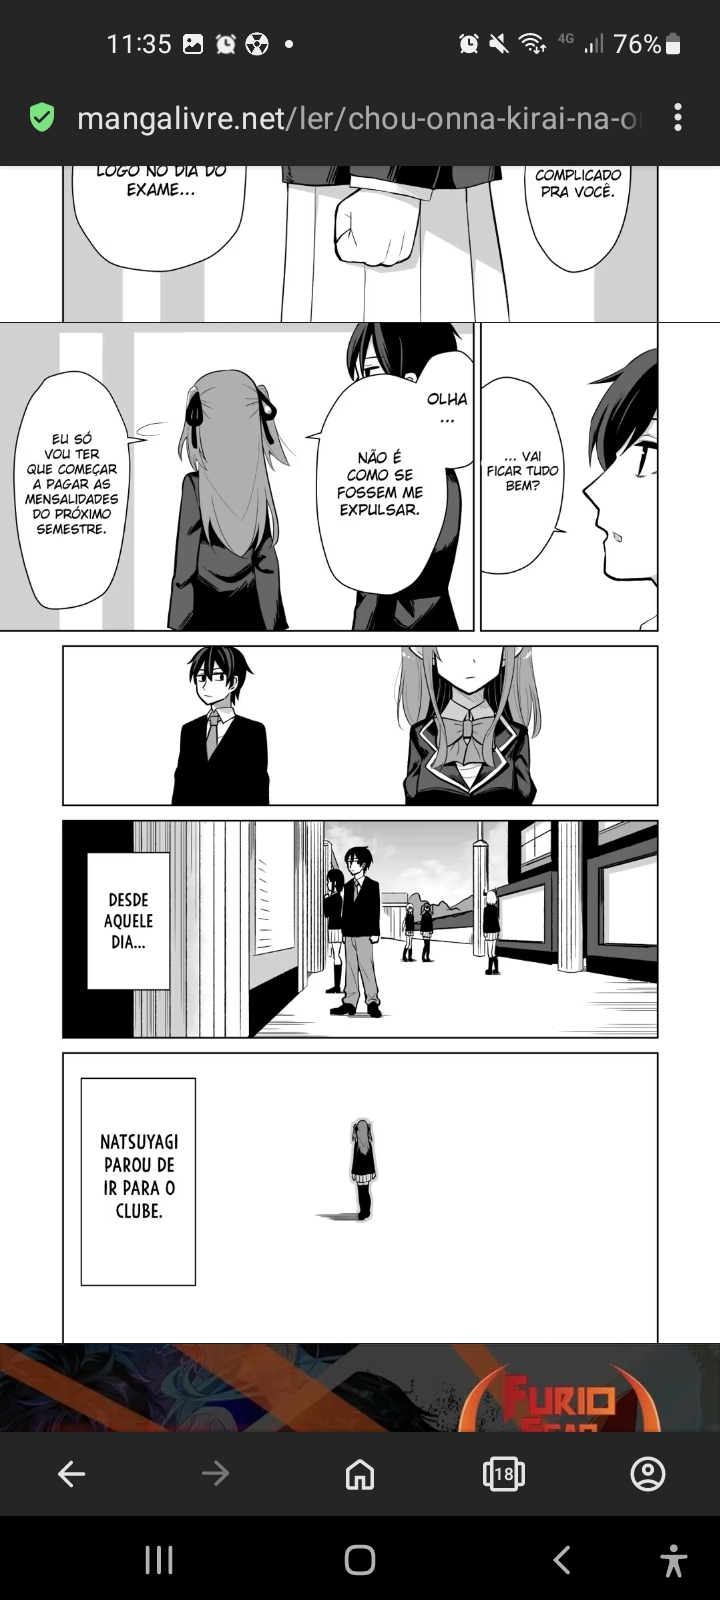 11:35
4G
76%
mangalivre.net/ler/chou-onna-kirai-na-o
LOGO NO DIA DO
EXAME...
COMPLICADO
PRA VOCÊ.
OLHA
...
... VAI
FICAR TUDO
BEM?
NÃO É
COMO SE
FOSSEM ME
EXPULSAR.
EU SÓ
VOU TER
QUE COMEÇAR
A PAGAR AS
MENSALIDADES
DO PRÓXIMO
SEMESTRE.
DESDE
AQUELE
DIA...
NATSUYAGI
PAROU DE
IR PARA O
CLUBE.
FURIO
18